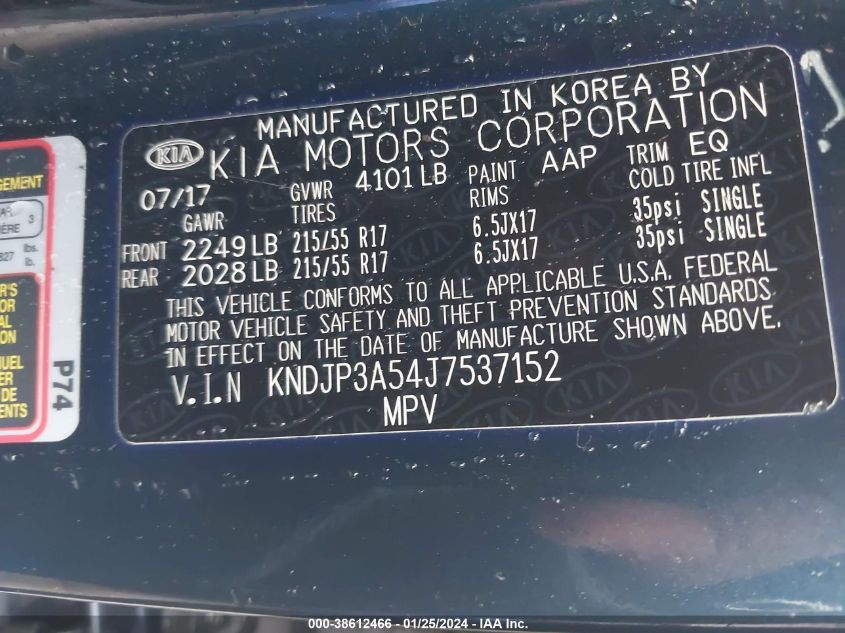 MANUFACTURED IN KOREA BY
KIA KIA MOTORS CORPORATION
07/17 GVWR 4101 LB PAINT AAP TRIM EQ
GAWR TIRES RIMS COLD TIRE INFL
FRONT 2249 LB 215/55 R17 6.5JX17 35psi SINGLE
REAR 2028 LB 215/55 R17 6.5JX17 35psi SINGLE
THIS VEHICLE CONFORMS TO ALL APPLICABLE U.S.A. FEDERAL
MOTOR VEHICLE SAFETY AND THEFT PREVENTION STANDARDS
IN EFFECT ON THE DATE OF MANUFACTURE SHOWN ABOVE.
V.I.N KNDJP3A54J7537152
MPV
3
lbs.
lb.
P74
000-38612466 - 01/25/2024 - IAA Inc.